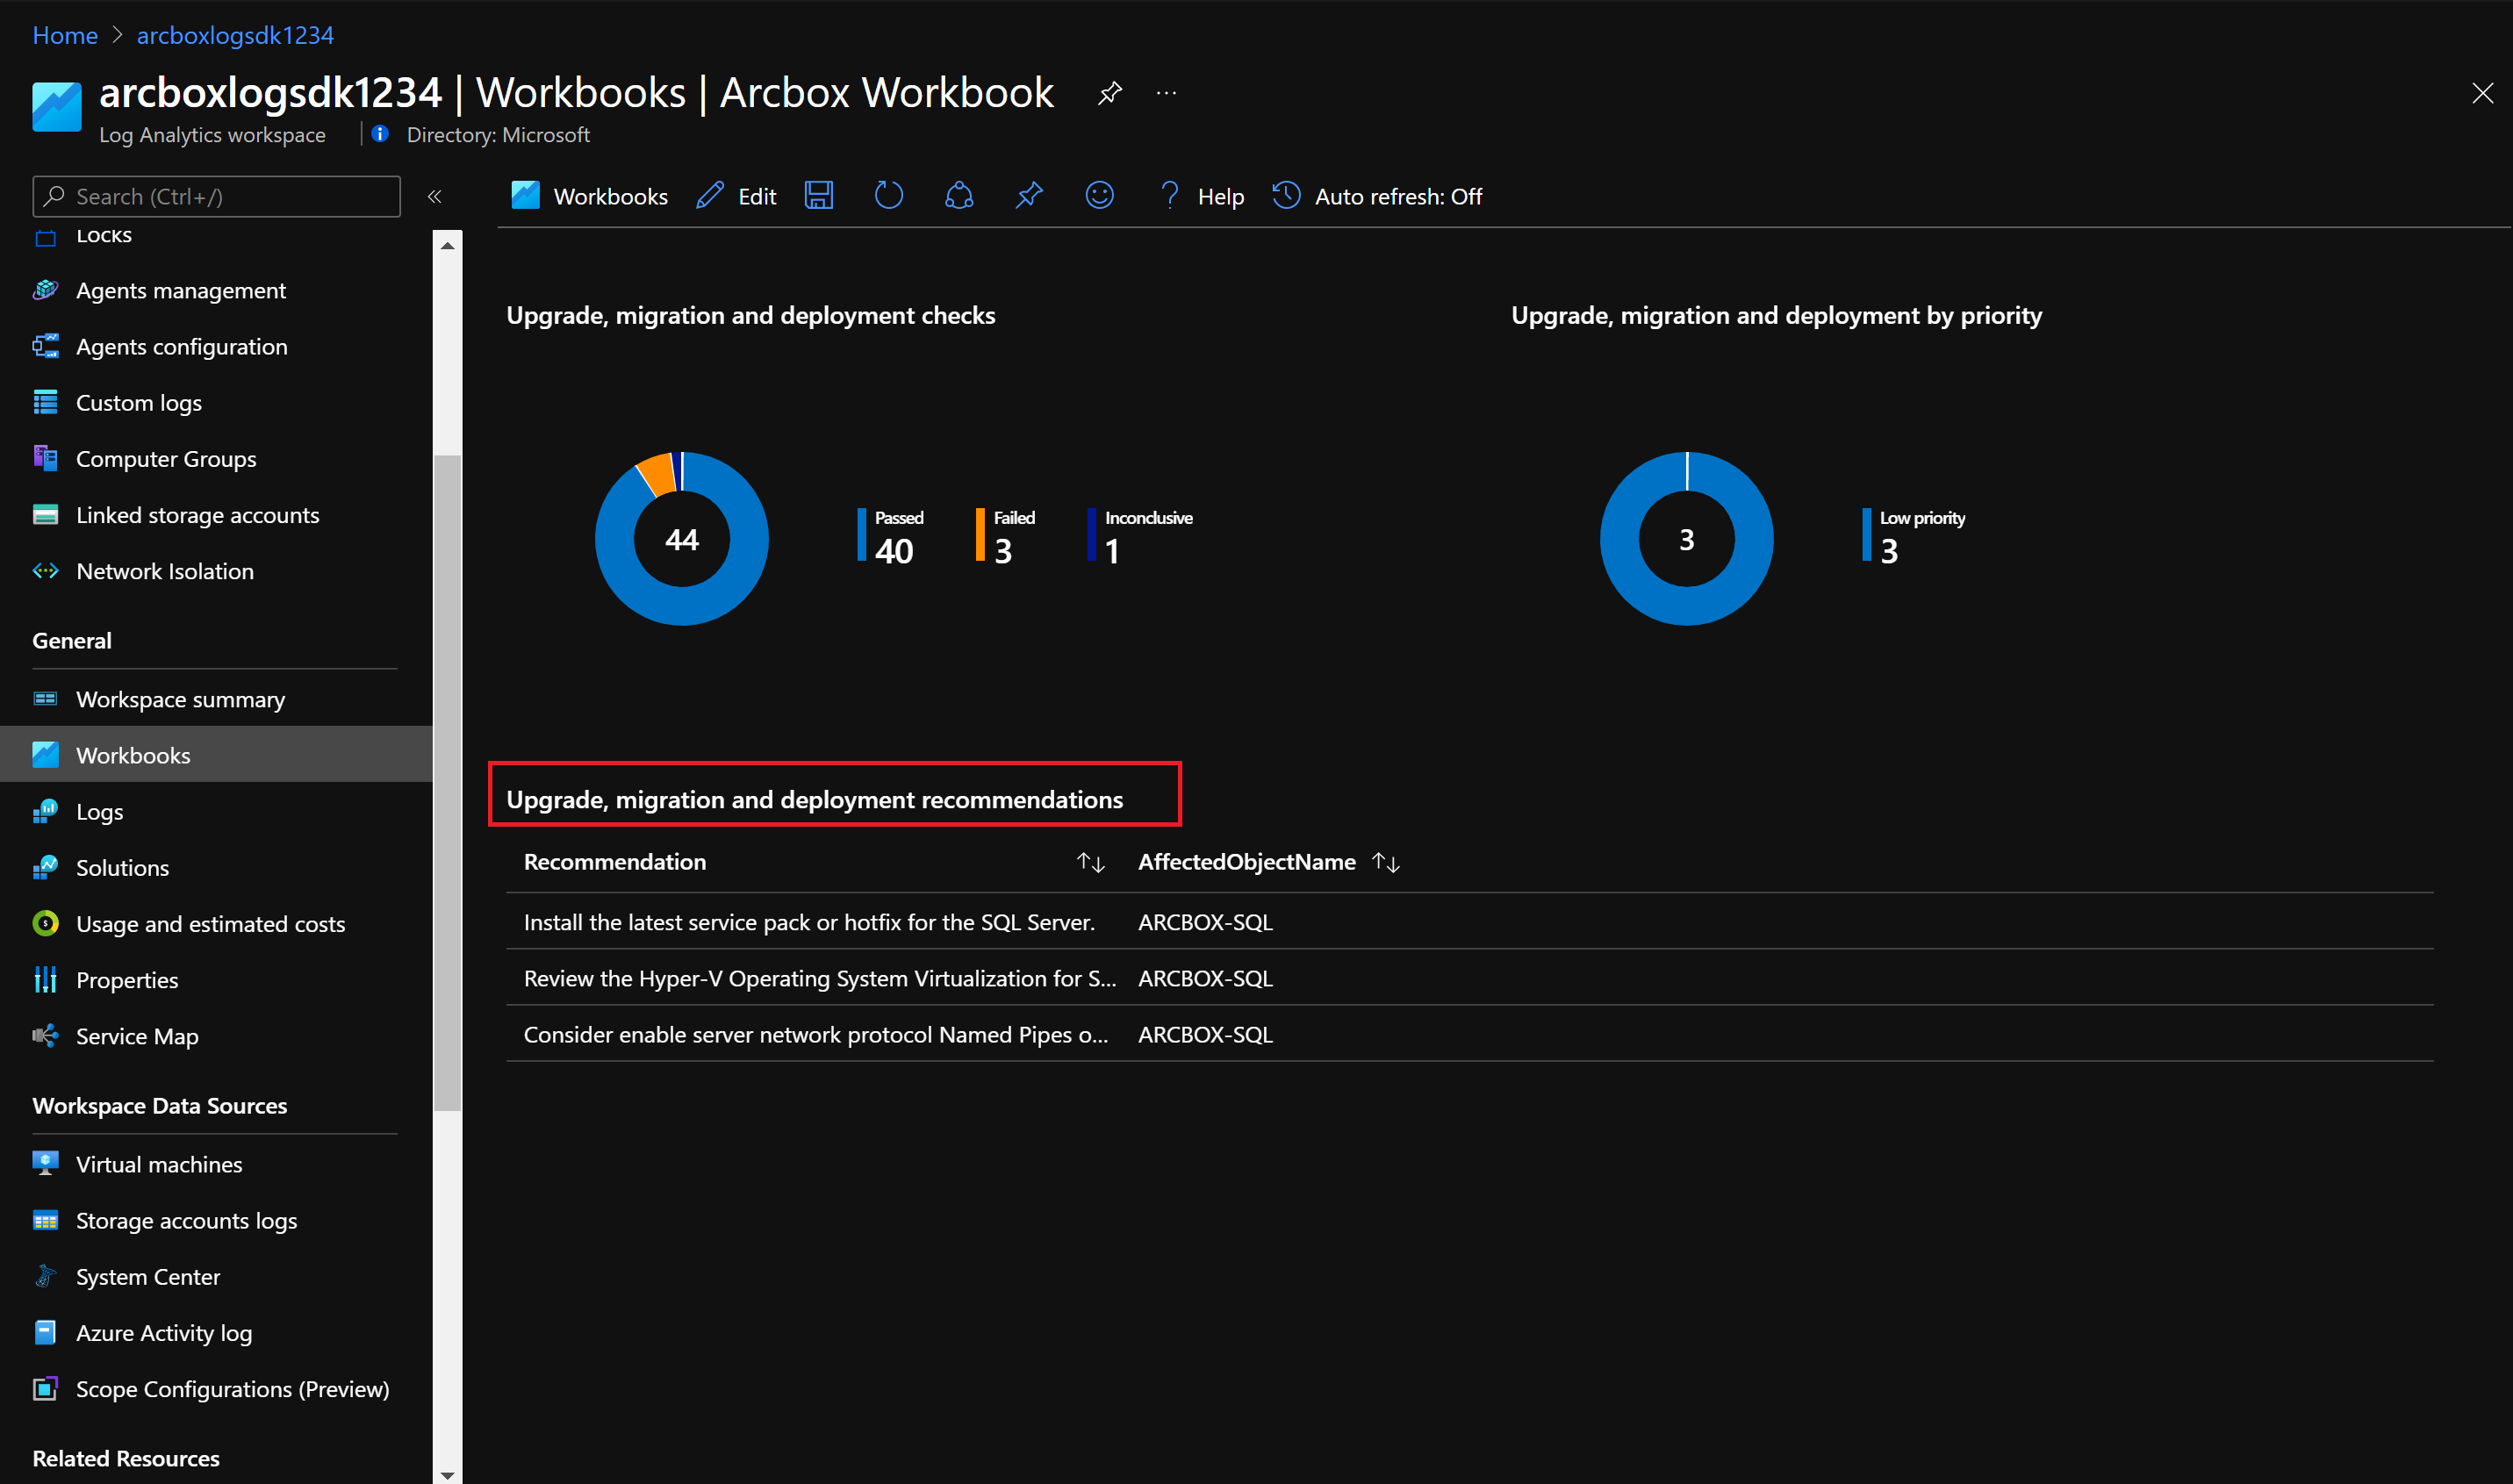 Home > arcboxlogsdk1234
arcboxlogsdk1234 | Workbooks | Arcbox Workbook ...
Log Analytics workspace | Directory: Microsoft
Search (Ctrl+/)
«
Workbooks Edit Help Auto refresh: Off
Locks
Agents management
Agents configuration
Custom logs
Computer Groups
Linked storage accounts
Network Isolation
General
Workspace summary
Workbooks
Logs
Solutions
Usage and estimated costs
Properties
Service Map
Workspace Data Sources
Virtual machines
Storage accounts logs
System Center
Azure Activity log
Scope Configurations (Preview)
Related Resources
Upgrade, migration and deployment checks
44
Passed
40
Failed
3
Inconclusive
1
Upgrade, migration and deployment by priority
3
Low priority
3
Upgrade, migration and deployment recommendations
Recommendation ↑↓ AffectedObjectName ↑↓
Install the latest service pack or hotfix for the SQL Server. ARCBOX-SQL
Review the Hyper-V Operating System Virtualization for S... ARCBOX-SQL
Consider enable server network protocol Named Pipes o... ARCBOX-SQL